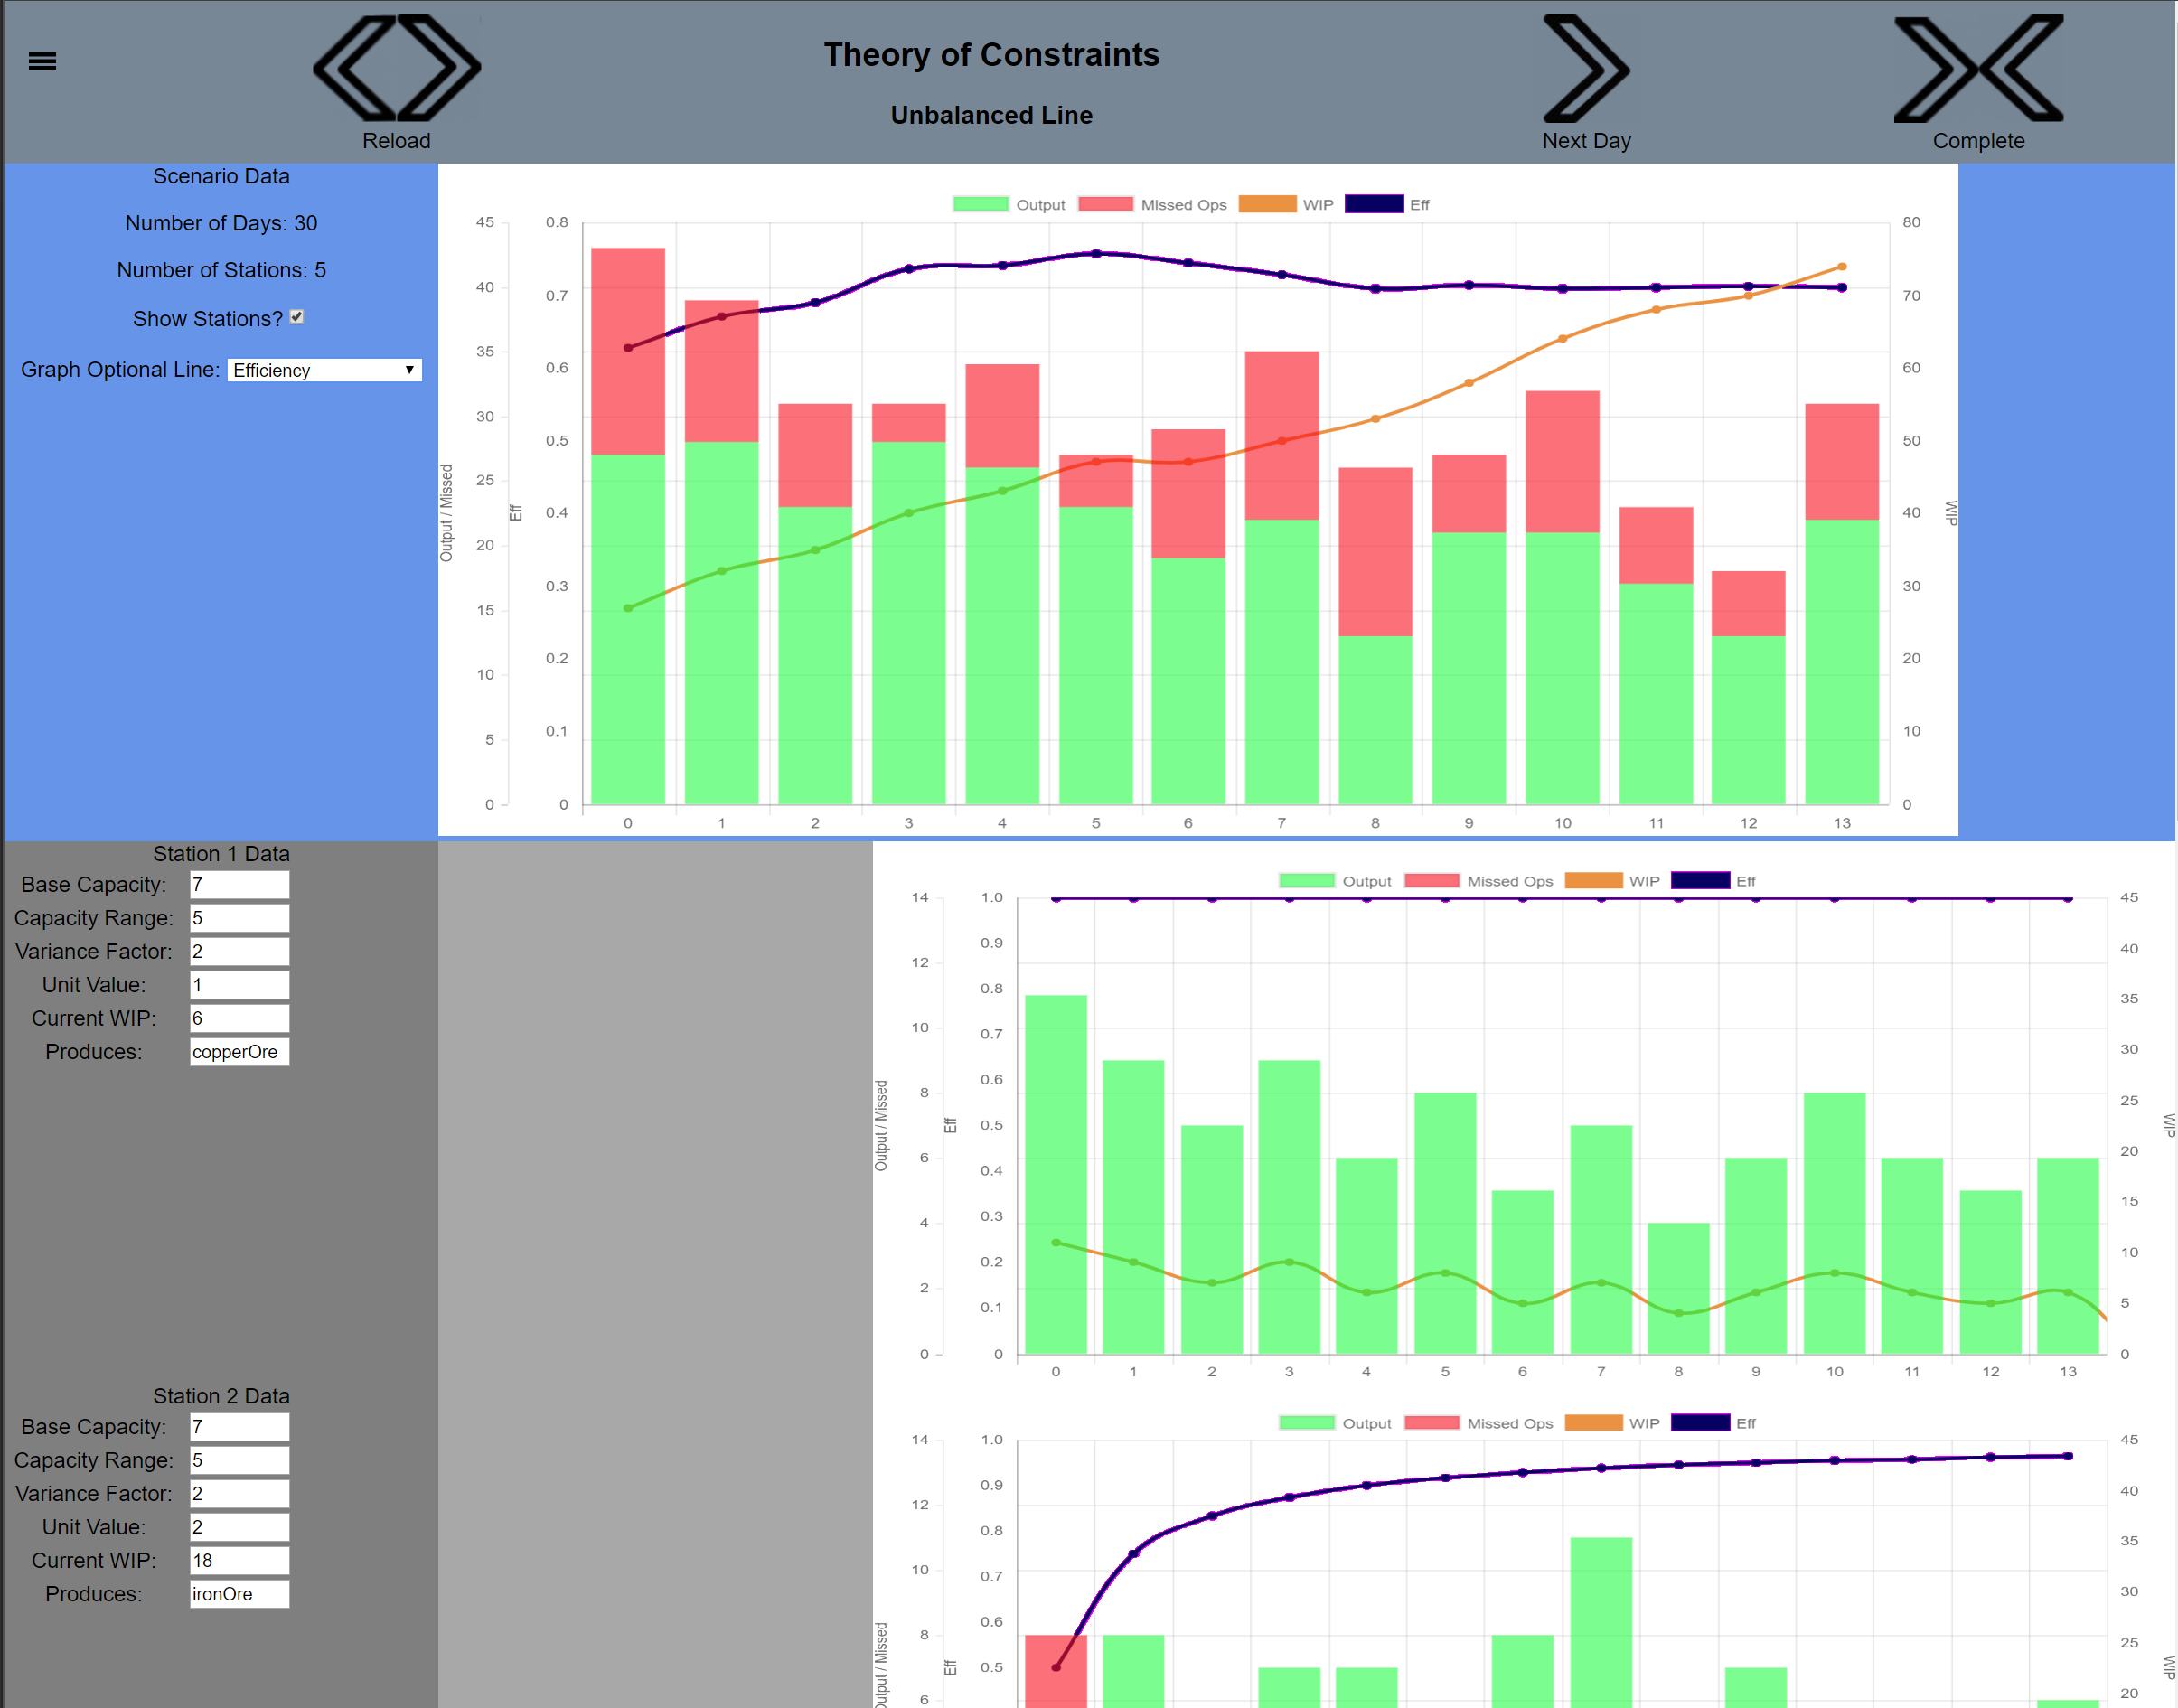 Theory of Constraints
Unbalanced Line
Reload
Next Day
Complete
Scenario Data
Number of Days: 30
Number of Stations: 5
Show Stations?
Graph Optional Line: Efficiency
Output Missed Ops WIP Eff
45 0.8 80
40 0.7 70
35 0.6 60
30 0.5 50
25 0.4 40
20 0.3 30
15 0.2 20
10 0.1 10
5
0 0 0
Output / Missed
Eff
WIP
0 1 2 3 4 5 6 7 8 9 10 11 12 13
Station 1 Data
Base Capacity: 7
Capacity Range: 5
Variance Factor: 2
Unit Value: 1
Current WIP: 6
Produces: copperOre
Output Missed Ops WIP Eff
14 1.0 45
0.9 40
12 0.8 35
10 0.7 30
8 0.6 25
6 0.5 20
0.4 15
4 0.3 10
2 0.2 5
0.1
0 0 0
Output / Missed
Eff
WIP
0 1 2 3 4 5 6 7 8 9 10 11 12 13
Station 2 Data
Base Capacity: 7
Capacity Range: 5
Variance Factor: 2
Unit Value: 2
Current WIP: 18
Produces: ironOre
Output Missed Ops WIP Eff
14 1.0 45
0.9 40
12 0.8 35
10 0.7 30
8 0.6 25
0.5 20
6
Output / Missed
Eff
WIP